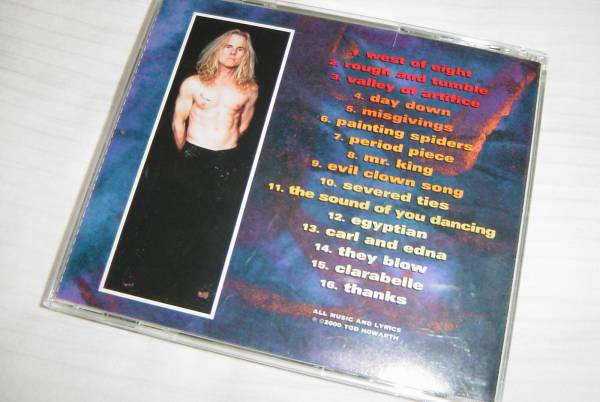 1. west of eight
2. rough and tumble
3. valley of artifice
4. day down
5. misgivings
6. painting spiders
7. period piece
8. mr. king
9. evil clown song
10. severed ties
11. the sound of you dancing
12. egyptian
13. carl and edna
14. they blow
15. clarabelle
16. thanks
ALL MUSIC AND LYRICS
℗ ©2000 TOD HOWARTH